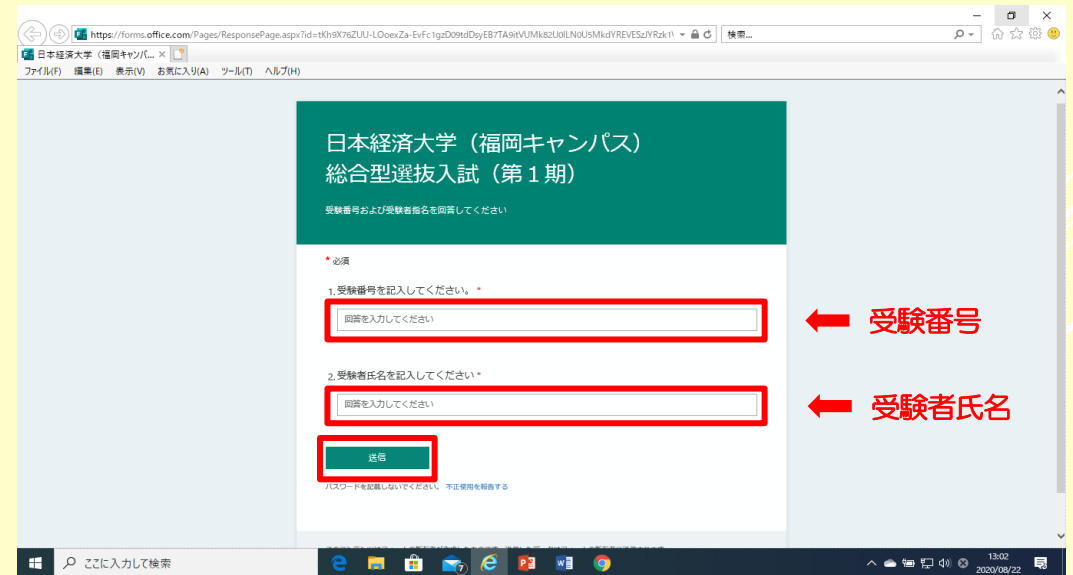 https://forms.office.com/Pages/ResponsePage.aspx?
検索...
日本経済大学（福岡キャンパ...
ファイル(F) 編集(E) 表示(V) お気に入り(A) ツール(T) ヘルプ(H)
日本経済大学（福岡キャンパス）
総合型選抜入試（第１期）
受験番号および受験者指名を回答してください
* 必須
1. 受験番号を記入してください。 *
回答を入力してください
受験番号
2. 受験者氏名を記入してください *
回答を入力してください
受験者氏名
送信
パスワードを記載しないでください。 不正使用を報告する
ここに入力して検索
13:02
2020/08/22